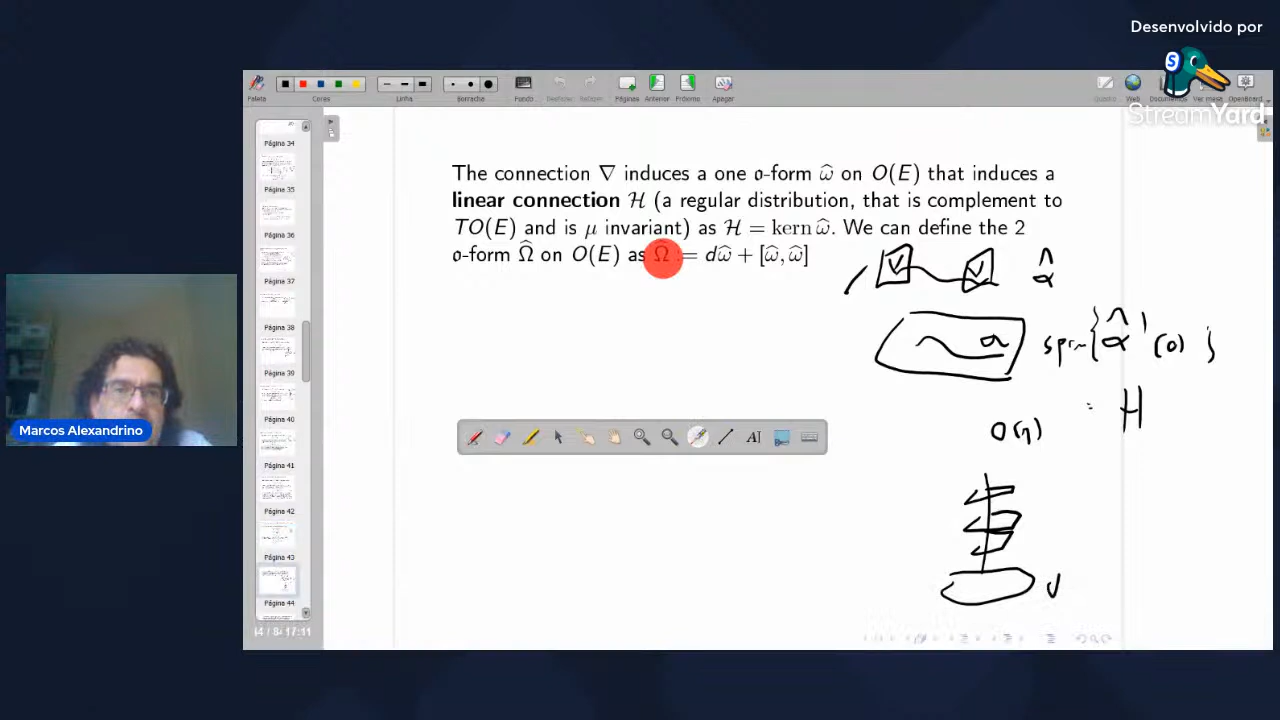 Desenvolvido por
S
StreamYard
Paleta
Cores
Linha
Borracha
Fundo
Desfazer
Refazer
Páginas
Anterior
Próximo
Apagar
Quadro
Web
Documentos
OpenBoard
Página 34
Página 35
Página 36
Página 37
Página 38
Página 39
Página 40
Página 41
Página 42
Página 43
Página 44
17:11
The connection ∇ induces a one 𝔬-form ω̂ on O(E) that induces a
linear connection ℋ (a regular distribution, that is complement to
TO(E) and is μ invariant) as ℋ = kern ω̂. We can define the 2
𝔬-form Ω̂ on O(E) as Ω̂ := dω̂ + [ω̂, ω̂]
α̂
α
{α̂'(0)}
= H
AI
Marcos Alexandrino